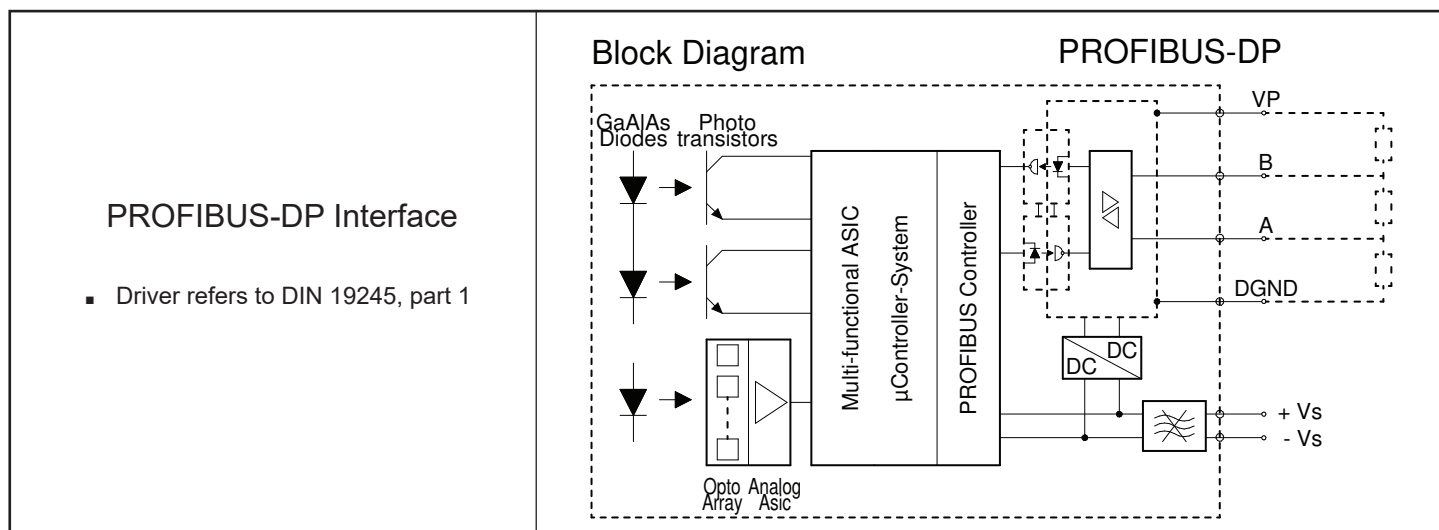 PROFIBUS-DP Interface
▪ Driver refers to DIN 19245, part 1
Block Diagram
PROFIBUS-DP
GaAlAs
Diodes
Photo
transistors
Multi-functional ASIC
µController-System
PROFIBUS Controller
VP
B
A
DGND
DC
DC
+ Vs
- Vs
Opto
Array
Analog
Asic